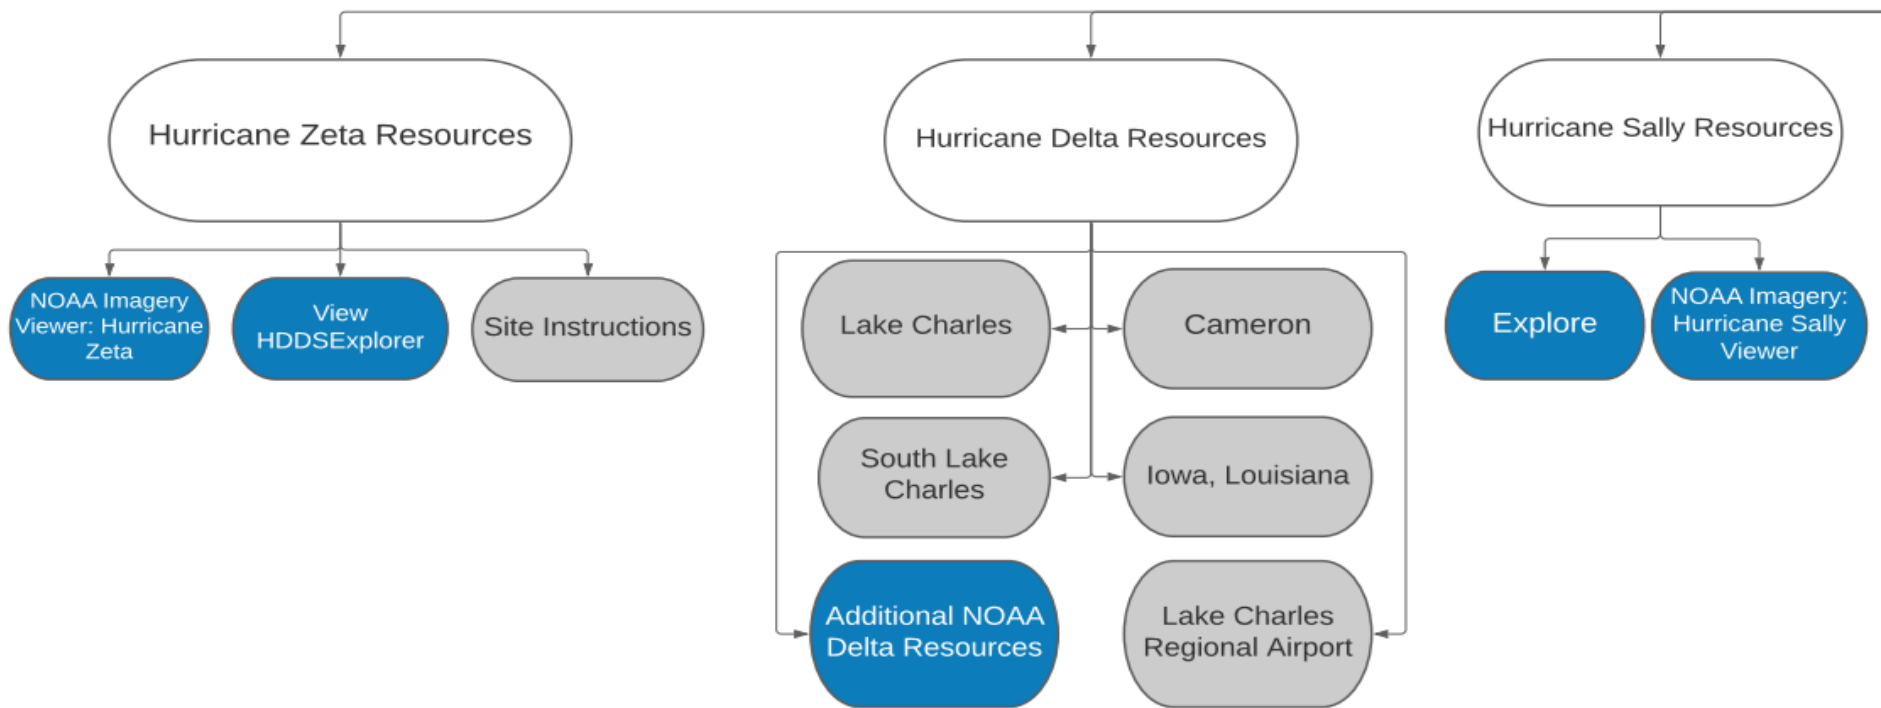 Hurricane Zeta Resources
Hurricane Delta Resources
Hurricane Sally Resources
NOAA Imagery
Viewer: Hurricane
Zeta
View
HDDSExplorer
Site Instructions
Lake Charles
Cameron
South Lake
Charles
Iowa, Louisiana
Additional NOAA
Delta Resources
Lake Charles
Regional Airport
Explore
NOAA Imagery:
Hurricane Sally
Viewer